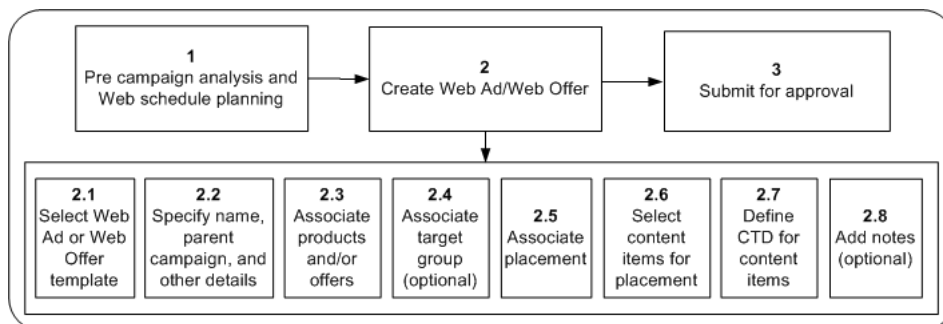 1
Pre campaign analysis and
Web schedule planning
2
Create Web Ad/Web Offer
3
Submit for approval
2.1
Select Web
Ad or Web
Offer
template
2.2
Specify name,
parent
campaign, and
other details
2.3
Associate
products
and/or
offers
2.4
Associate
target
group
(optional)
2.5
Associate
placement
2.6
Select
content
items for
placement
2.7
Define
CTD for
content
items
2.8
Add notes
(optional)